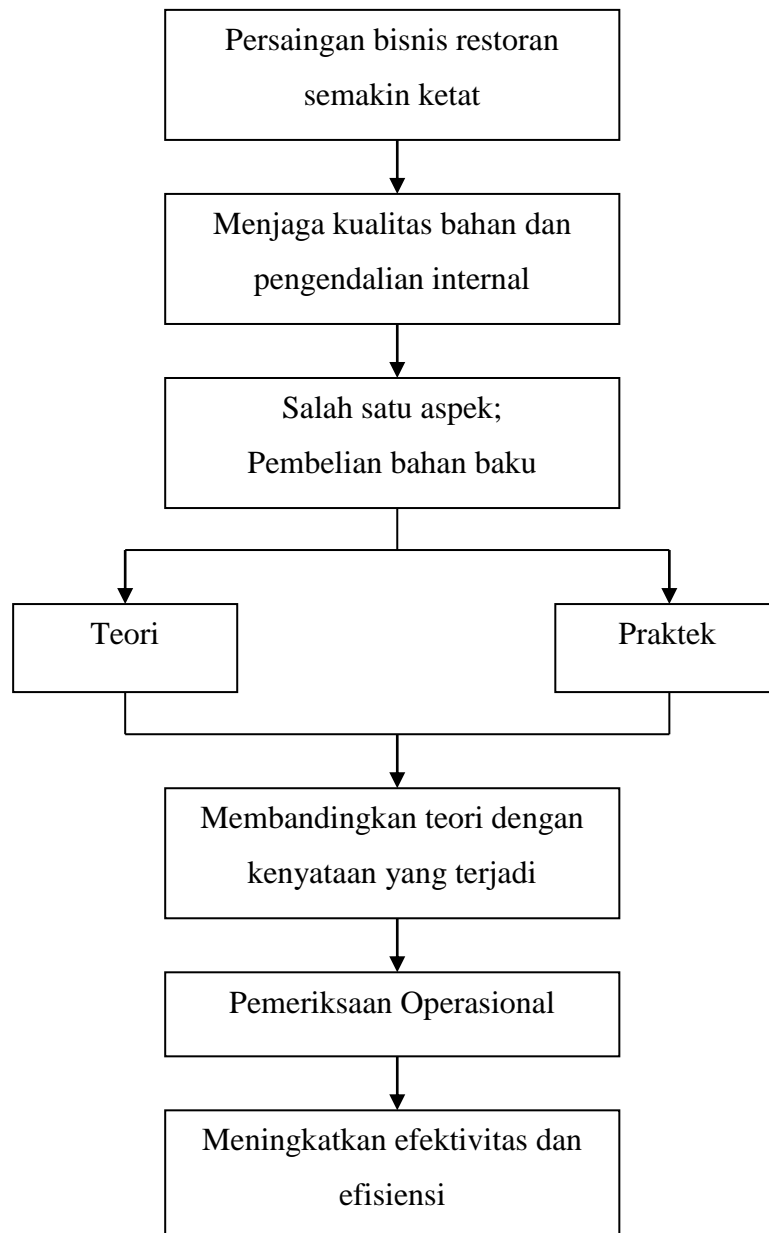 Persaingan bisnis restoran
semakin ketat
Menjaga kualitas bahan dan
pengendalian internal
Salah satu aspek;
Pembelian bahan baku
Teori
Praktek
Membandingkan teori dengan
kenyataan yang terjadi
Pemeriksaan Operasional
Meningkatkan efektivitas dan
efisiensi